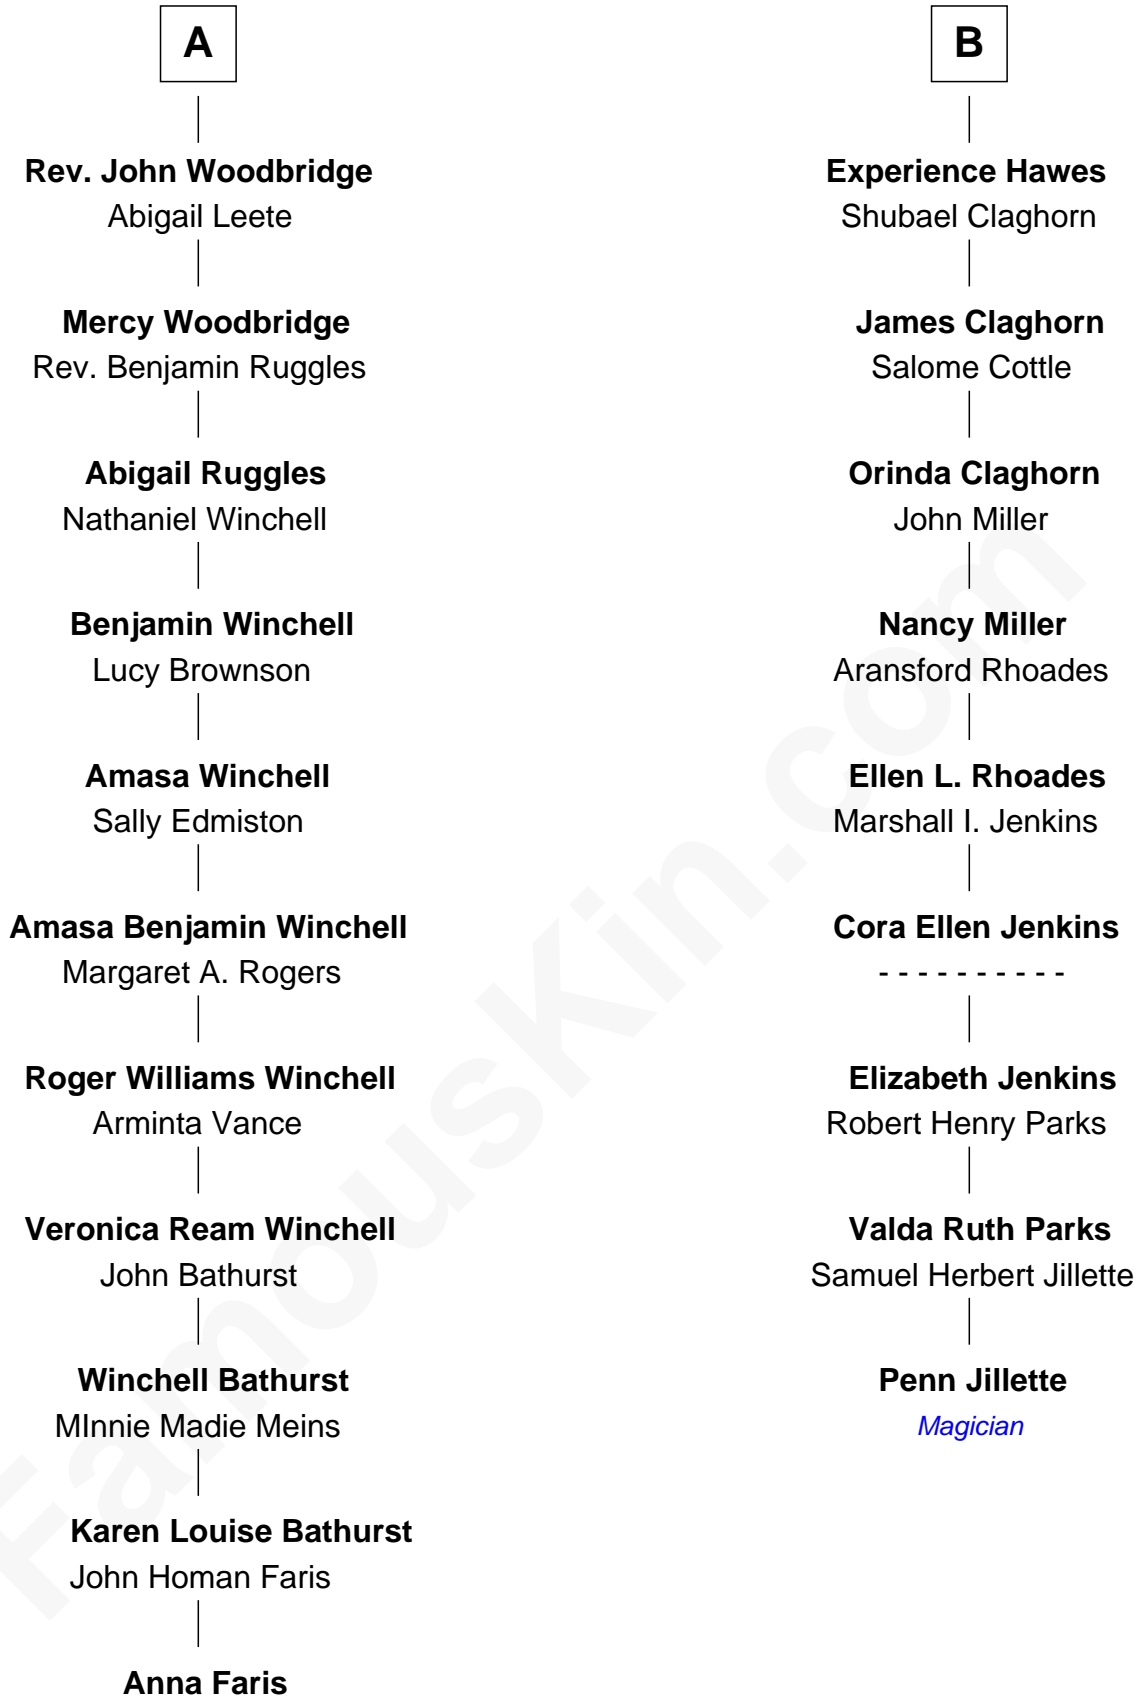 A
Rev. John Woodbridge
Abigail Leete
Mercy Woodbridge
Rev. Benjamin Ruggles
Abigail Ruggles
Nathaniel Winchell
Benjamin Winchell
Lucy Brownson
Amasa Winchell
Sally Edmiston
Amasa Benjamin Winchell
Margaret A. Rogers
Roger Williams Winchell
Arminta Vance
Veronica Ream Winchell
John Bathurst
Winchell Bathurst
MInnie Madie Meins
Karen Louise Bathurst
John Homan Faris
Anna Faris
B
Experience Hawes
Shubael Claghorn
James Claghorn
Salome Cottle
Orinda Claghorn
John Miller
Nancy Miller
Aransford Rhoades
Ellen L. Rhoades
Marshall I. Jenkins
Cora Ellen Jenkins
- - - - - - - - - -
Elizabeth Jenkins
Robert Henry Parks
Valda Ruth Parks
Samuel Herbert Jillette
Penn Jillette
Magician
FamousKin.com